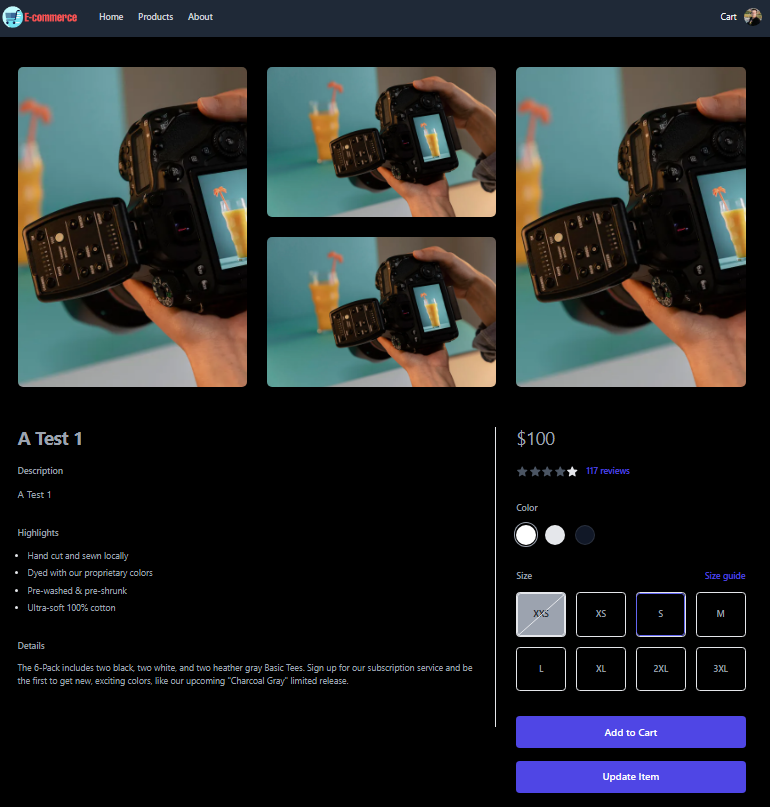 E-commerce
Home Products About
Cart
A Test 1
Description
A Test 1
Highlights
Hand cut and sewn locally
Dyed with our proprietary colors
Pre-washed & pre-shrunk
Ultra-soft 100% cotton
Details
The 6-Pack includes two black, two white, and two heather gray Basic Tees. Sign up for our subscription service and be
the first to get new, exciting colors, like our upcoming "Charcoal Gray" limited release.
$100
117 reviews
Color
Size Size guide
XXS XS S M
L XL 2XL 3XL
Add to Cart
Update Item